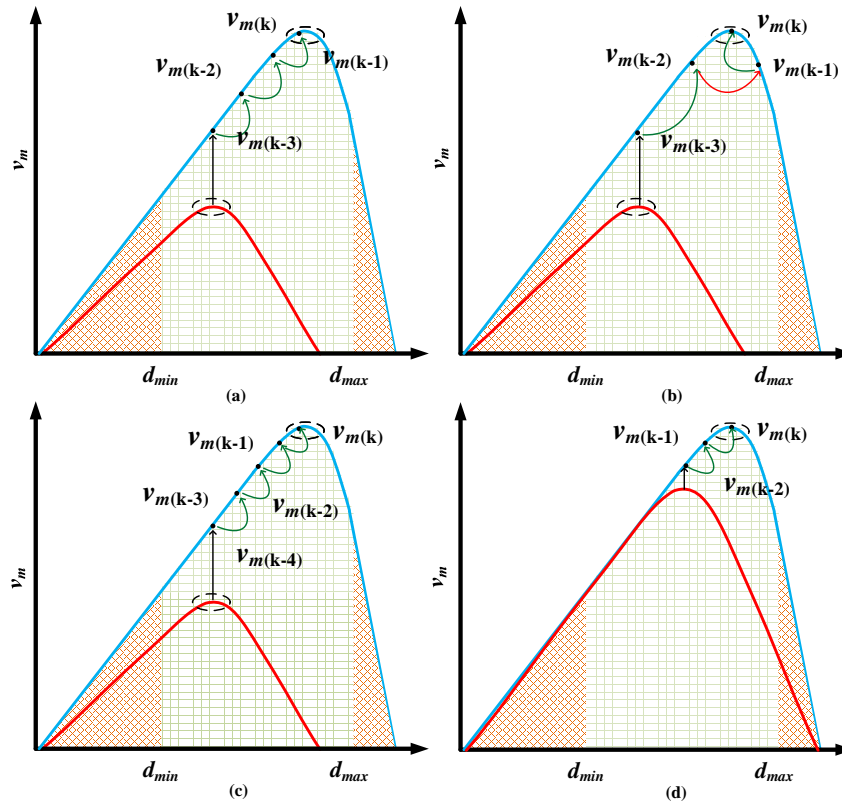 v_m(k)
v_m(k-2)
v_m(k-1)
v_m(k-3)
v_m
d_min
d_max
(a)
v_m(k)
v_m(k-2)
v_m(k-1)
v_m(k-3)
v_m
d_min
d_max
(b)
v_m(k-1)
v_m(k)
v_m(k-3)
v_m(k-2)
v_m(k-4)
v_m
d_min
d_max
(c)
v_m(k-1)
v_m(k)
v_m(k-2)
v_m
d_min
d_max
(d)